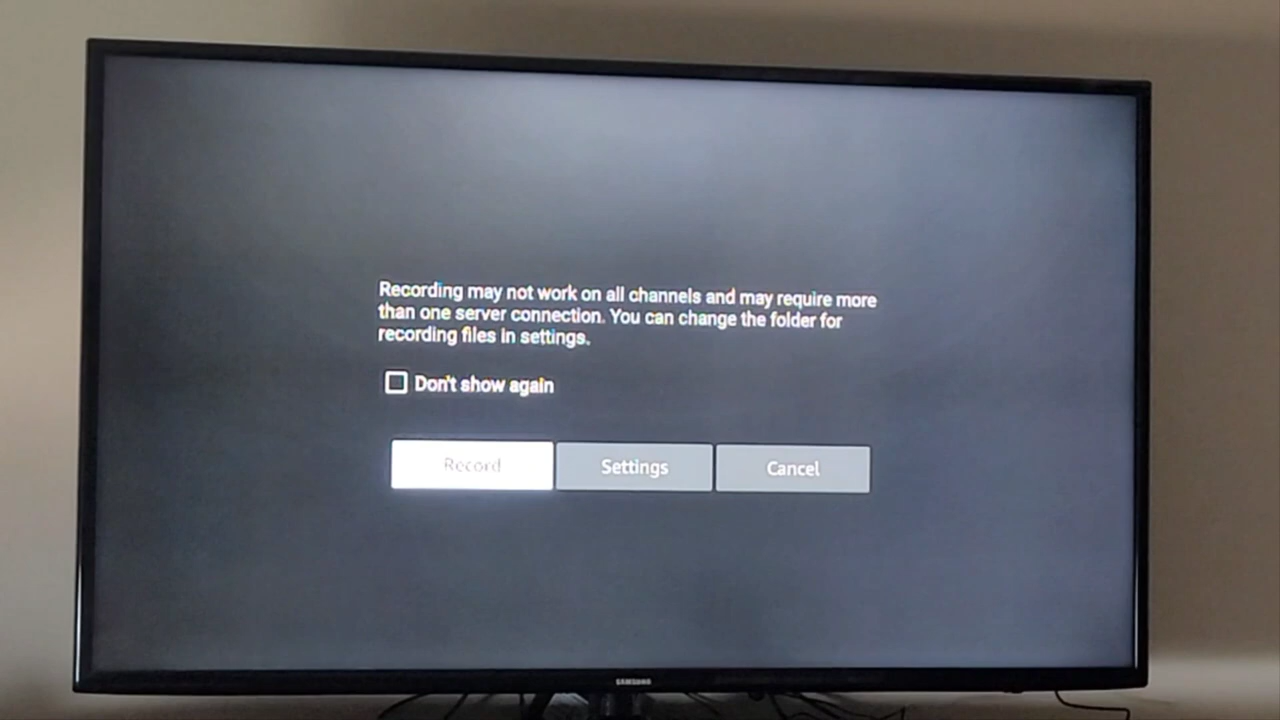 Recording may not work on all channels and may require more
than one server connection. You can change the folder for
recording files in settings.
Don't show again
Record
Settings
Cancel
SAMSUNG